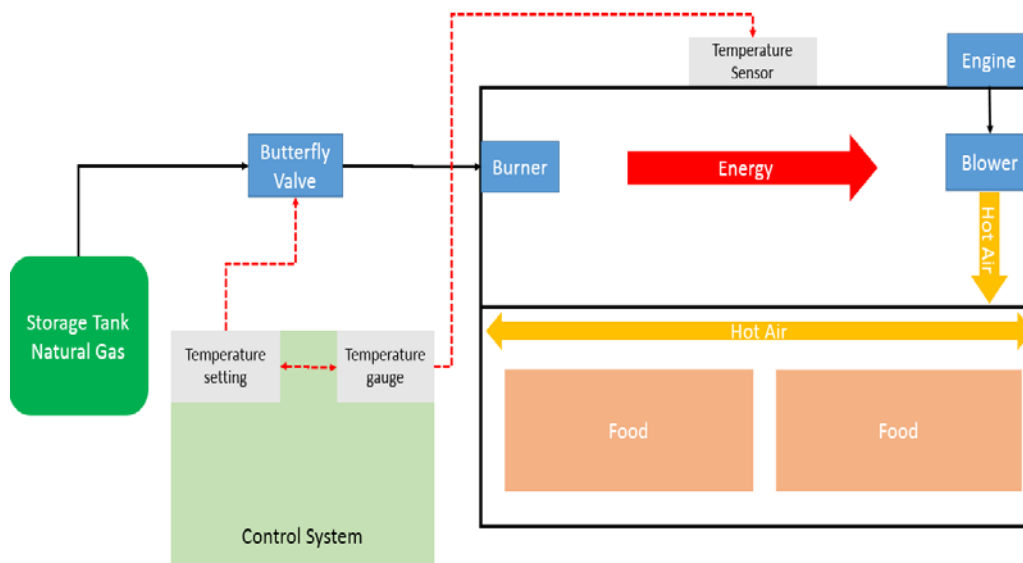 Temperature
Sensor
Engine
Butterfly
Valve
Burner
Energy
Blower
Hot Air
Storage Tank
Natural Gas
Temperature
setting
Temperature
gauge
Hot Air
Food
Food
Control System